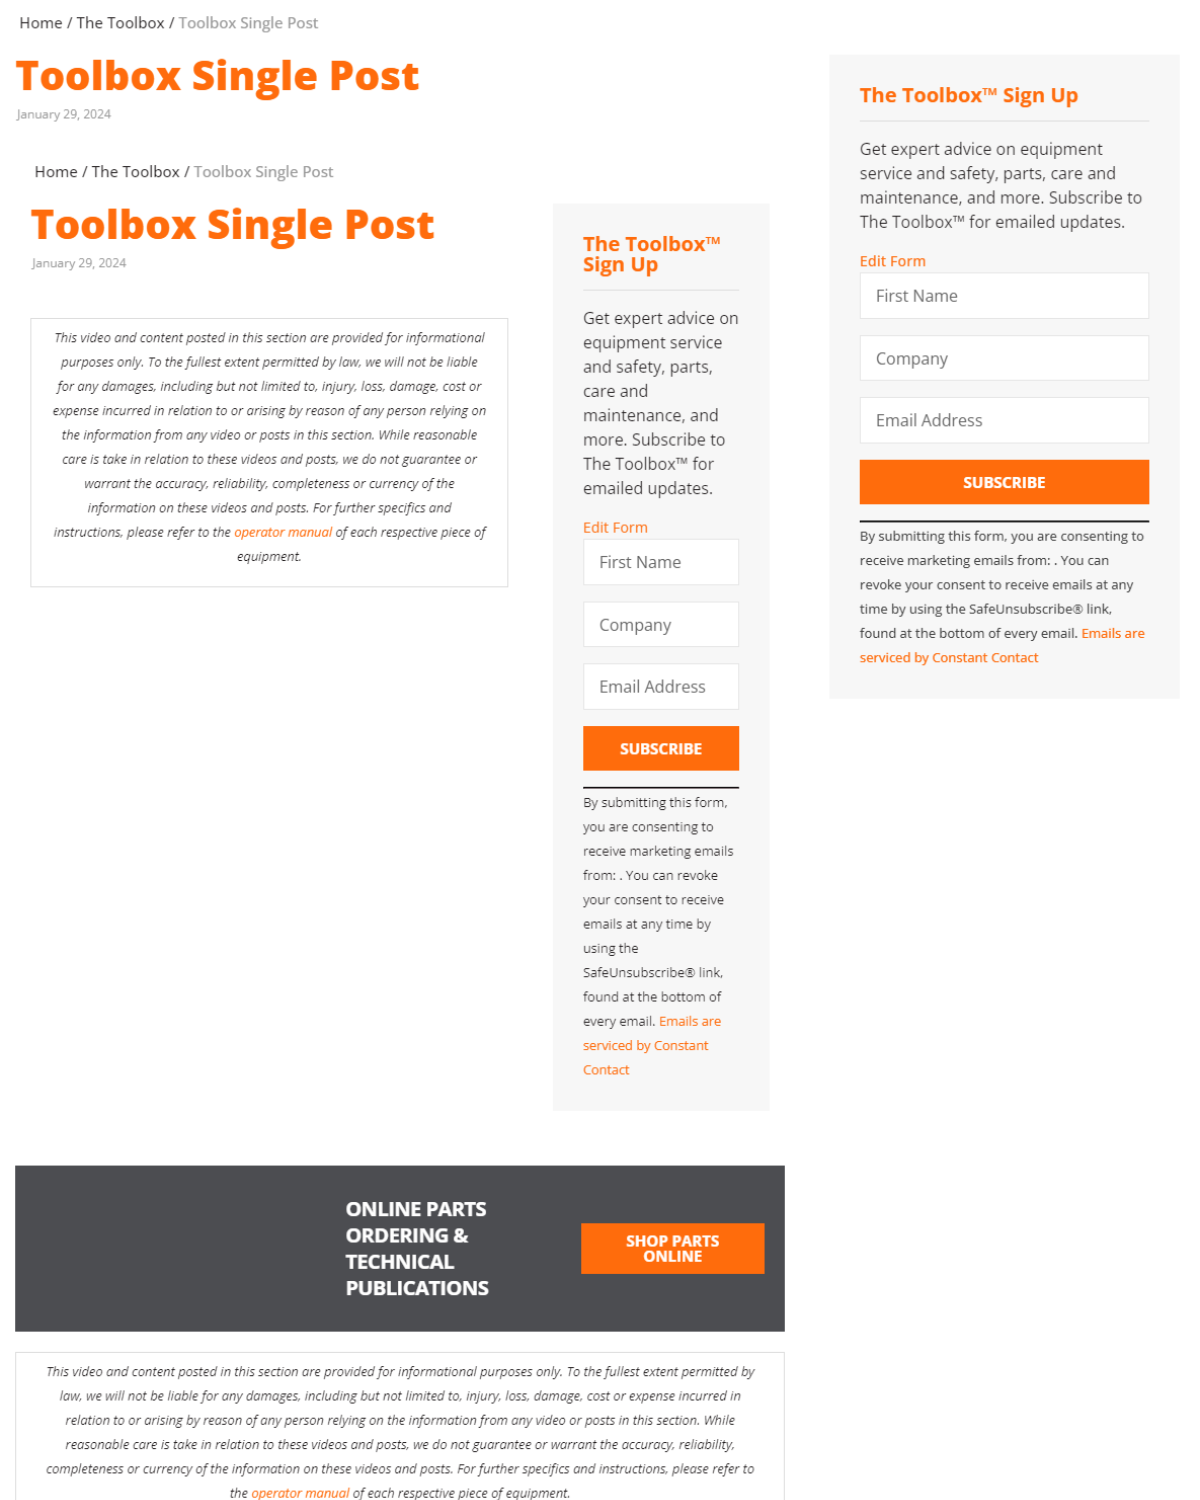 Home / The Toolbox / Toolbox Single Post
Toolbox Single Post
January 29, 2024
Home / The Toolbox / Toolbox Single Post
Toolbox Single Post
January 29, 2024
This video and content posted in this section are provided for informational
purposes only. To the fullest extent permitted by law, we will not be liable
for any damages, including but not limited to, injury, loss, damage, cost or
expense incurred in relation to or arising by reason of any person relying on
the information from any video or posts in this section. While reasonable
care is take in relation to these videos and posts, we do not guarantee or
warrant the accuracy, reliability, completeness or currency of the
information on these videos and posts. For further specifics and
instructions, please refer to the operator manual of each respective piece of
equipment.
The Toolbox™
Sign Up
Get expert advice on
equipment service
and safety, parts,
care and
maintenance, and
more. Subscribe to
The Toolbox™ for
emailed updates.
Edit Form
First Name
Company
Email Address
SUBSCRIBE
By submitting this form,
you are consenting to
receive marketing emails
from: . You can revoke
your consent to receive
emails at any time by
using the
SafeUnsubscribe® link,
found at the bottom of
every email. Emails are
serviced by Constant
Contact
ONLINE PARTS
ORDERING &
TECHNICAL
PUBLICATIONS
SHOP PARTS
ONLINE
This video and content posted in this section are provided for informational purposes only. To the fullest extent permitted by
law, we will not be liable for any damages, including but not limited to, injury, loss, damage, cost or expense incurred in
relation to or arising by reason of any person relying on the information from any video or posts in this section. While
reasonable care is take in relation to these videos and posts, we do not guarantee or warrant the accuracy, reliability,
completeness or currency of the information on these videos and posts. For further specifics and instructions, please refer to
the operator manual of each respective piece of equipment.
The Toolbox™ Sign Up
Get expert advice on equipment
service and safety, parts, care and
maintenance, and more. Subscribe to
The Toolbox™ for emailed updates.
Edit Form
First Name
Company
Email Address
SUBSCRIBE
By submitting this form, you are consenting to
receive marketing emails from: . You can
revoke your consent to receive emails at any
time by using the SafeUnsubscribe® link,
found at the bottom of every email. Emails are
serviced by Constant Contact